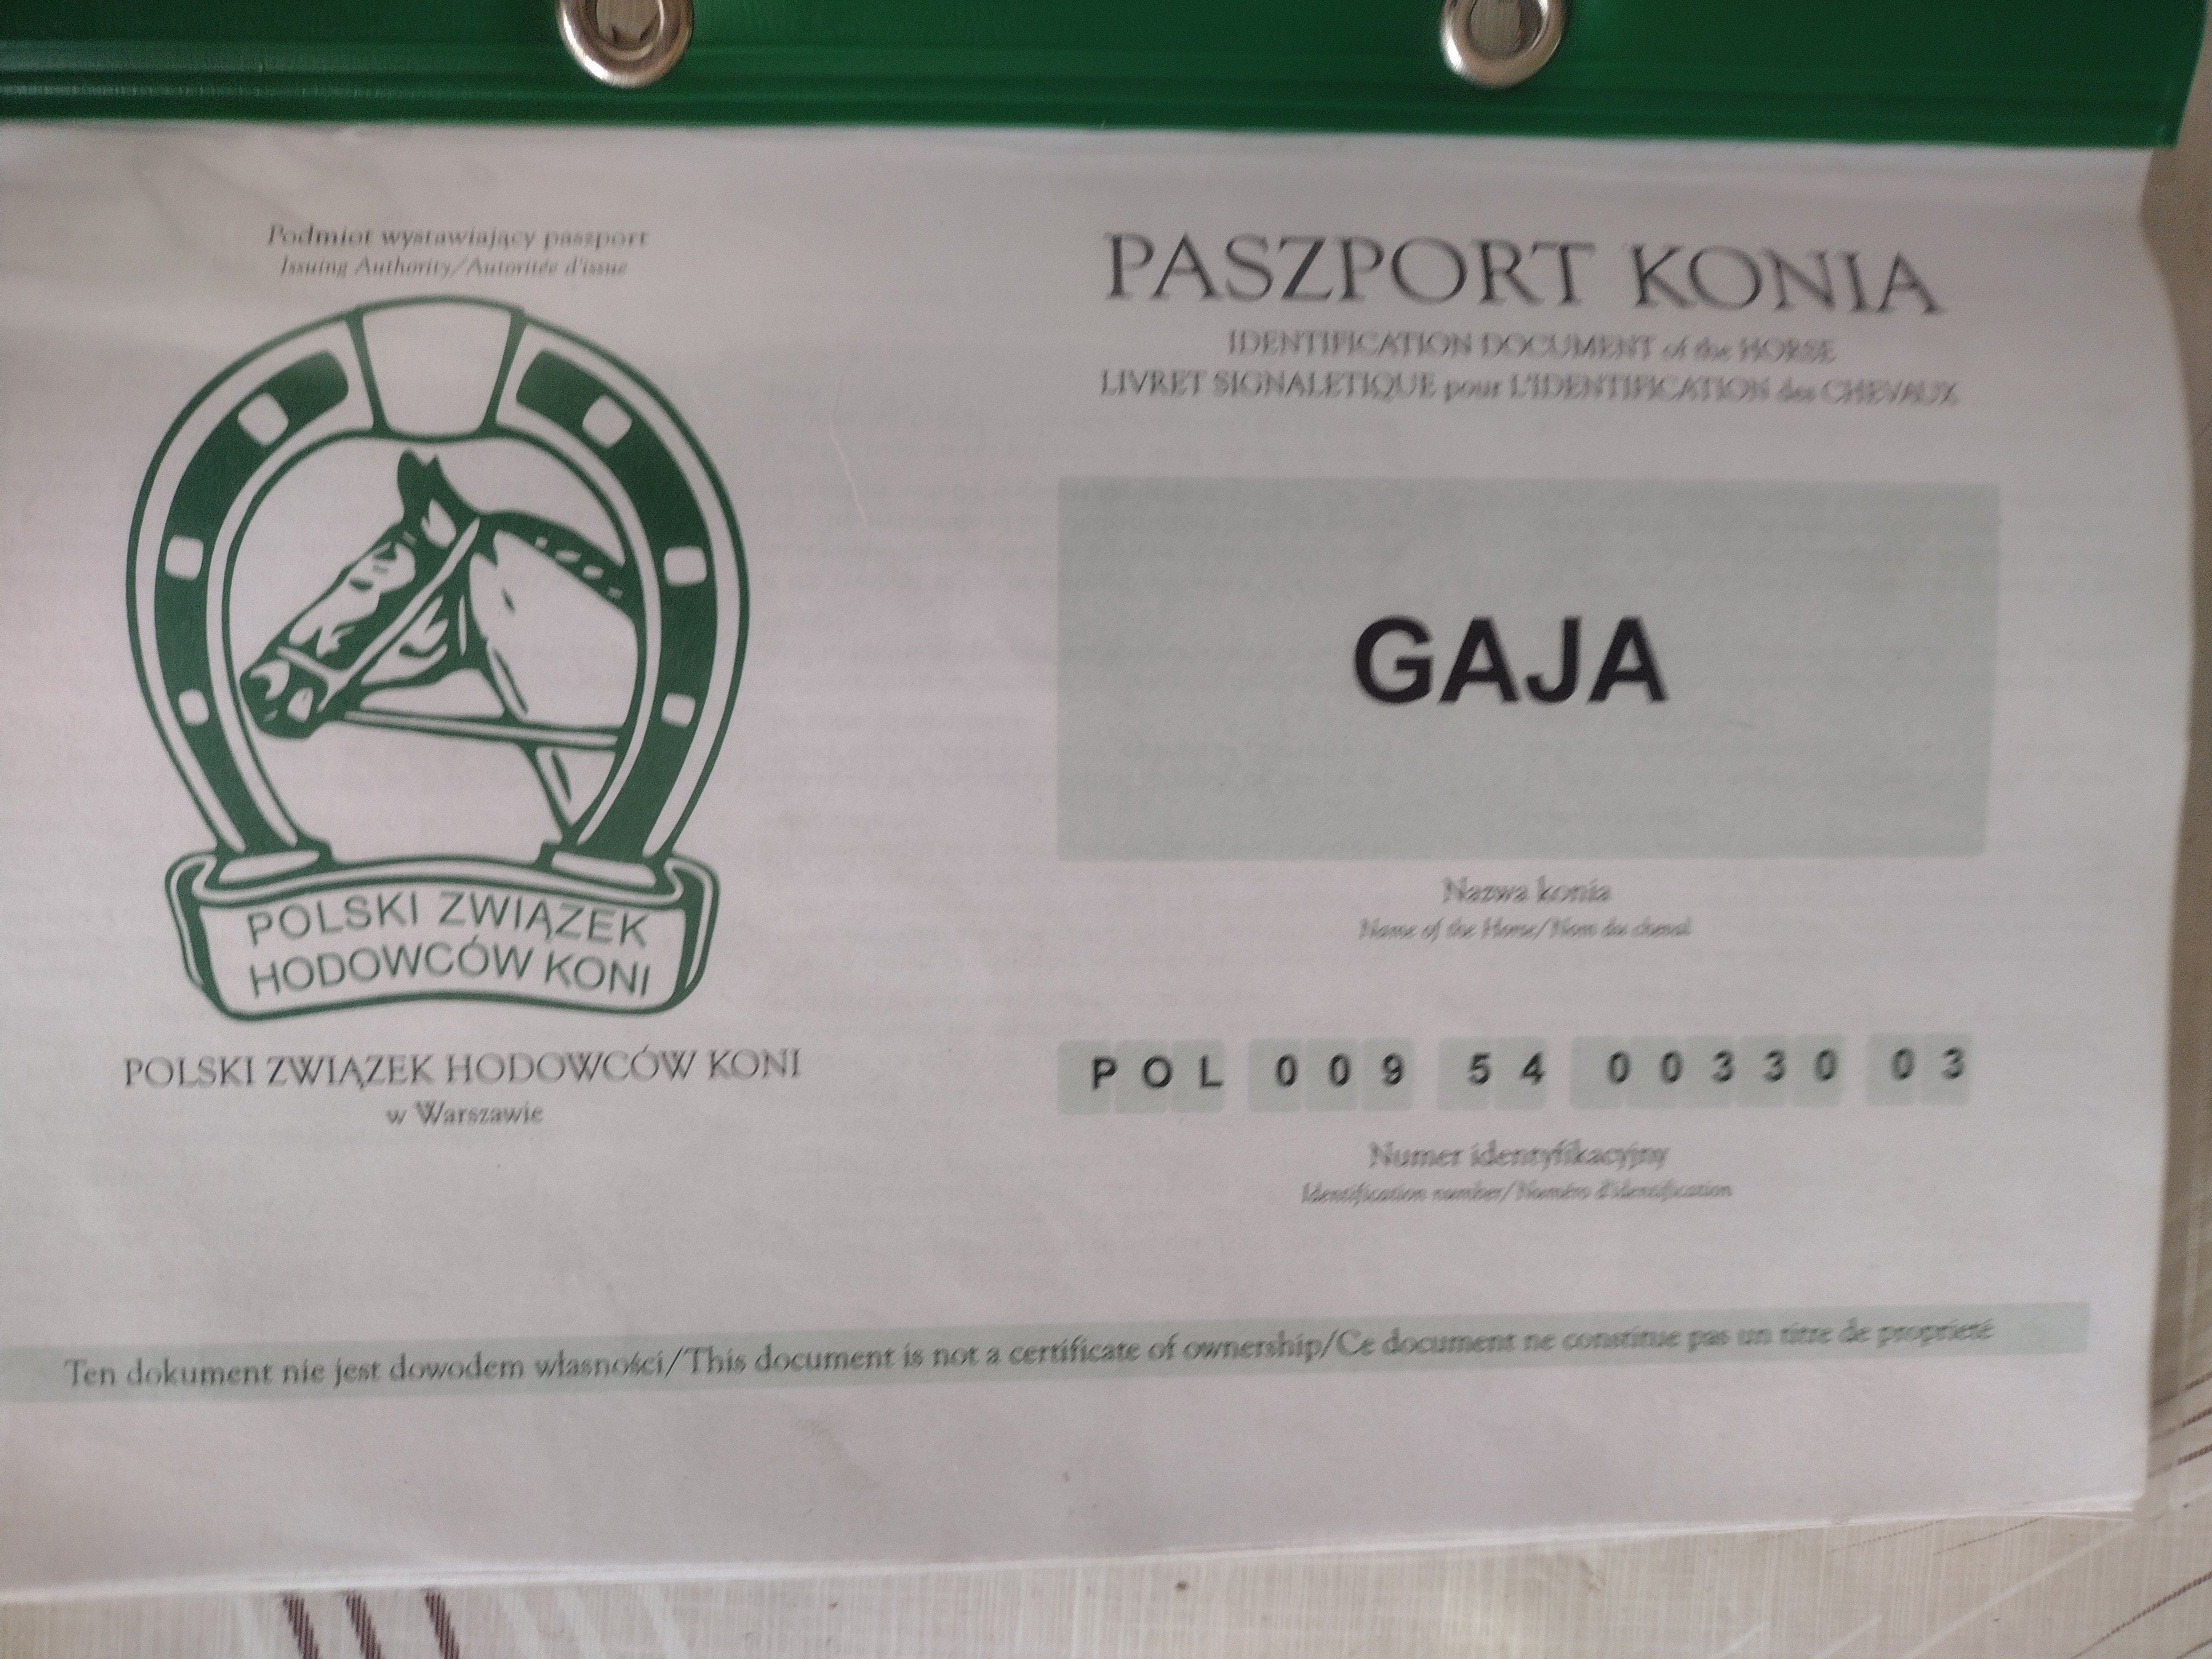 Podmiot wystawiający paszport
Issuing Authority/Autoritée d'issue
POLSKI ZWIĄZEK
HODOWCÓW KONI
POLSKI ZWIĄZEK HODOWCÓW KONI
w Warszawie
PASZPORT KONIA
IDENTIFICATION DOCUMENT of the HORSE
LIVRET SIGNALETIQUE pour L'IDENTIFICATION des CHEVAUX
GAJA
Nazwa konia
Name of the Horse/Nom du cheval
POL 009 54 00330 03
Numer identyfikacyjny
Identification number/Numéro d'identification
Ten dokument nie jest dowodem własności/This document is not a certificate of ownership/Ce document ne constitue pas un titre de proprieté